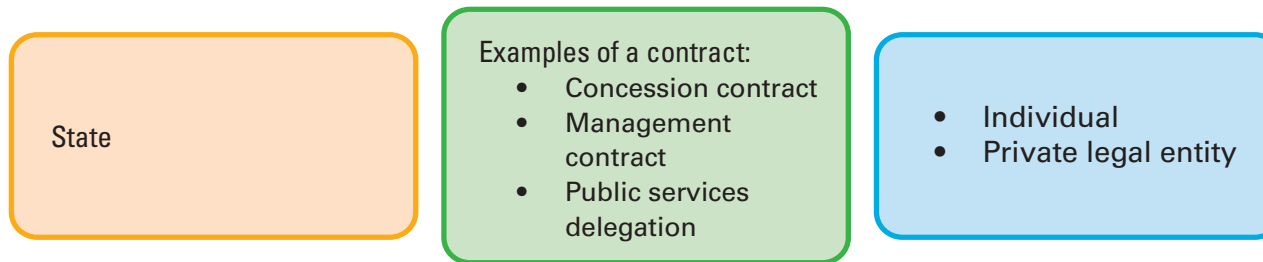 State
Examples of a contract:
• Concession contract
• Management
contract
• Public services
delegation
• Individual
• Private legal entity